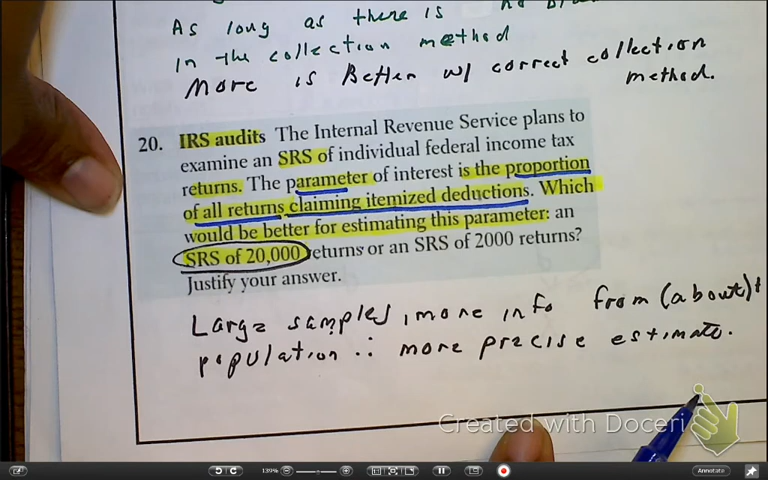 As long as there is no
In the collection method
More is Better w/ correct collection
method.
20. IRS audits The Internal Revenue Service plans to
examine an SRS of individual federal income tax
returns. The parameter of interest is the proportion
of all returns claiming itemized deductions. Which
would be better for estimating this parameter: an
SRS of 20,000 returns or an SRS of 2000 returns?
Justify your answer.
Large samples, more info from (about)
population ∴ more precise estimate.
Created with Doceri
139%
Annotate